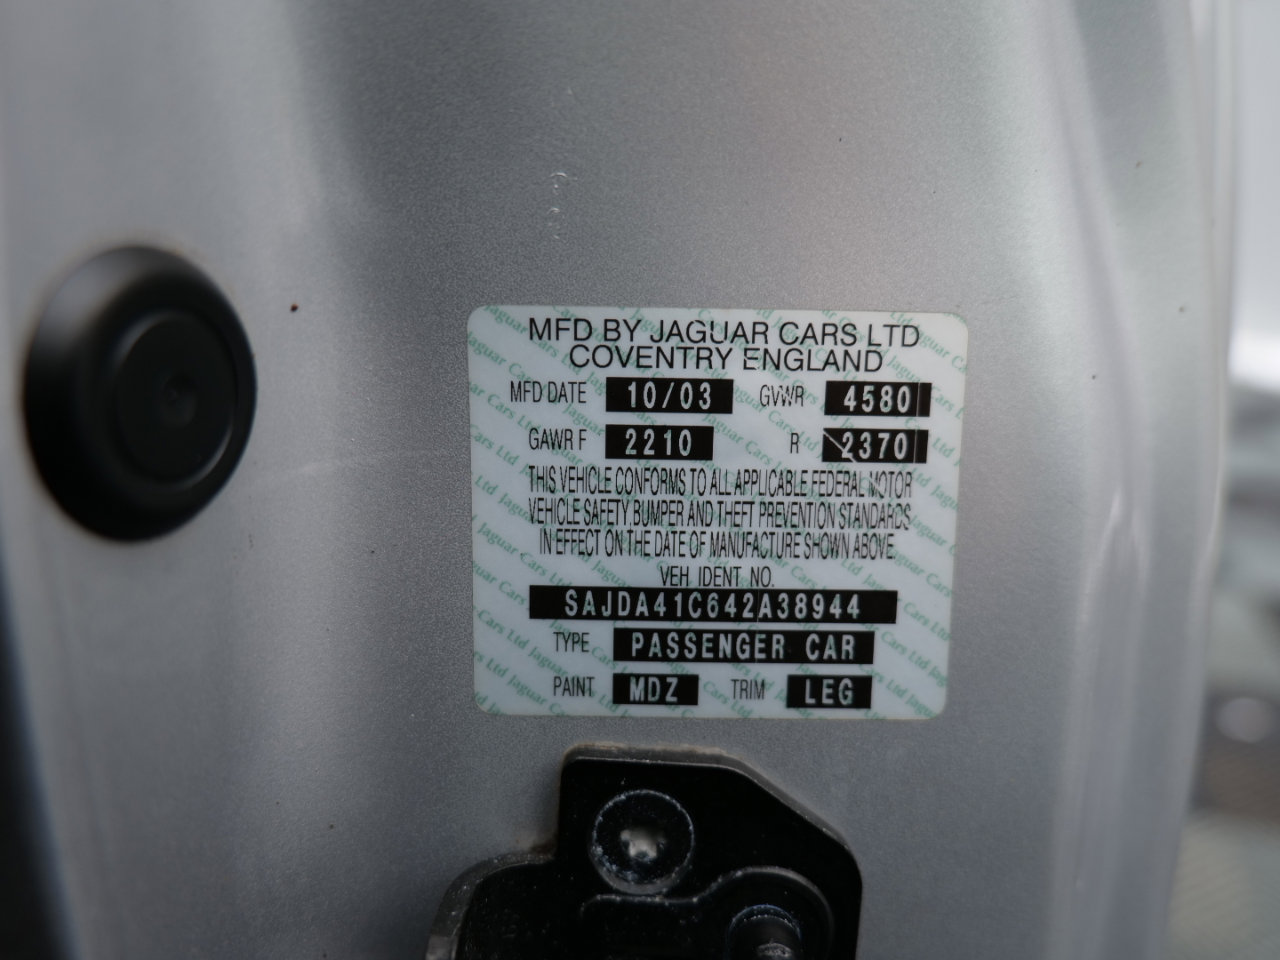 MFD BY JAGUAR CARS LTD
COVENTRY ENGLAND
MFD DATE 10/03 GVWR 4580
GAWR F 2210 R 2370
THIS VEHICLE CONFORMS TO ALL APPLICABLE FEDERAL MOTOR
VEHICLE SAFETY, BUMPER AND THEFT PREVENTION STANDARDS
IN EFFECT ON THE DATE OF MANUFACTURE SHOWN ABOVE.
VEH. IDENT. NO.
SAJDA41C642A38944
TYPE PASSENGER CAR
PAINT MDZ TRIM LEG